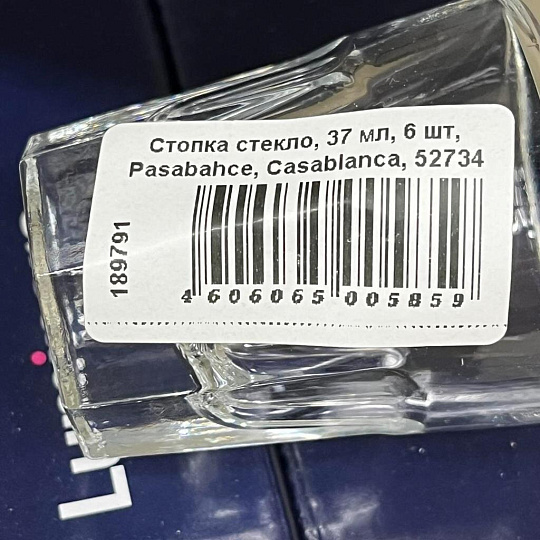 Стопка стекло, 37 мл, 6 шт,
Pasabahce, Casablanca, 52734
189791
4 606065 005859